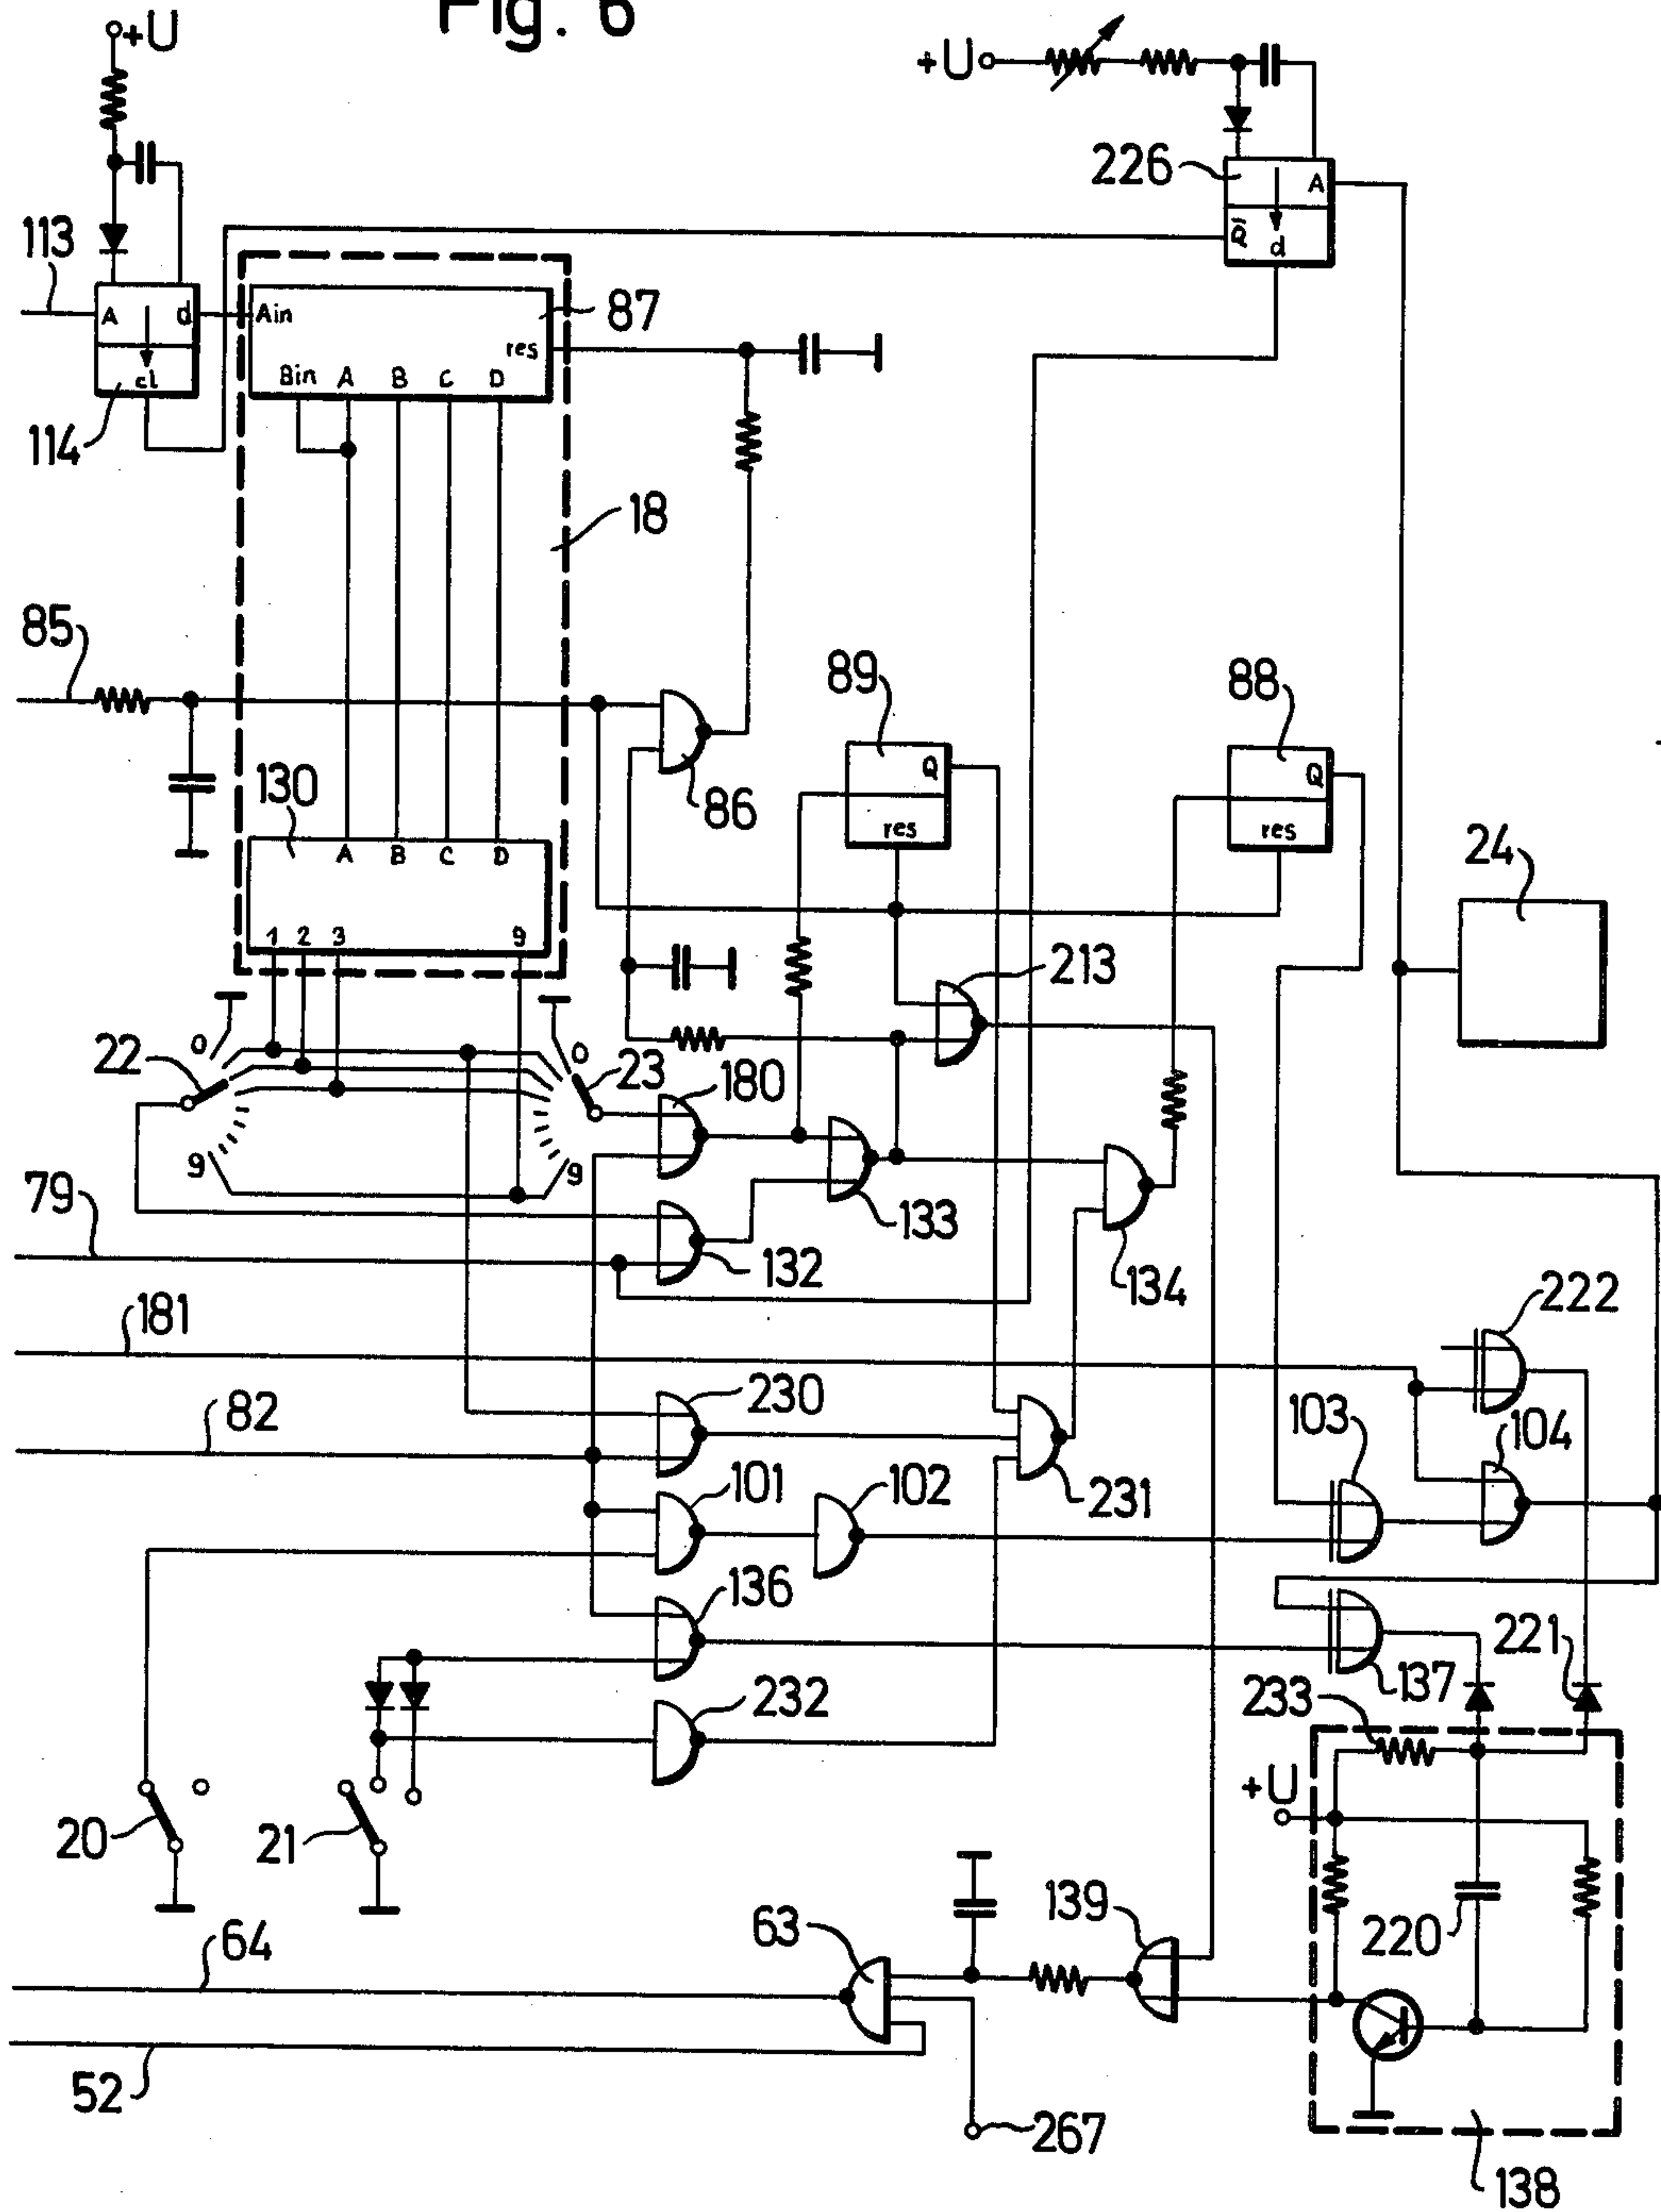 Fig. 6
+U
+U
226
A
Q̄
d
113
A
d
cl
114
Ain
87
res
Bin A B C D
18
85
130
A B C D
1 2 3 9
86
89
Q
res
88
Q
res
24
213
22
0
0
23
180
9
9
79
132
133
134
181
222
82
230
103
104
101
102
231
136
137
221
232
233
+U
20
21
220
63
139
64
52
267
138